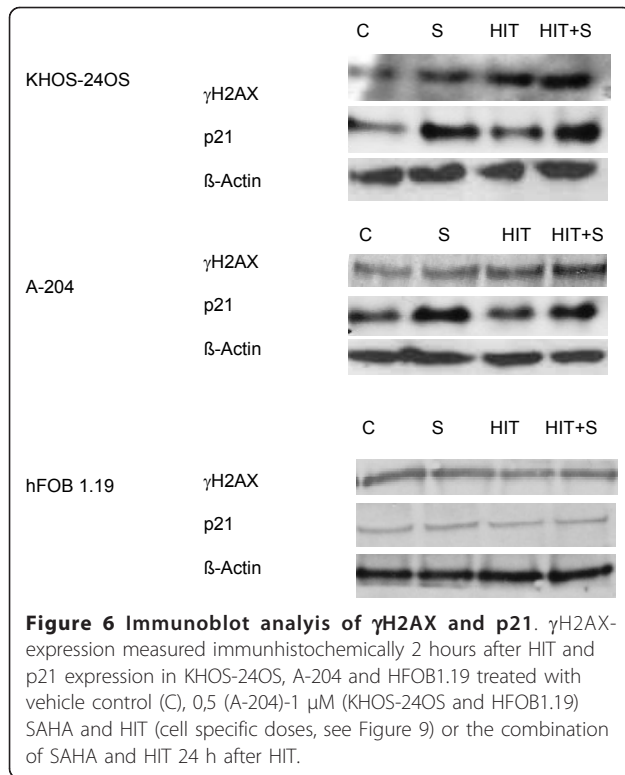 C S HIT HIT+S
KHOS-24OS
γH2AX
p21
ß-Actin
C S HIT HIT+S
γH2AX
A-204
p21
ß-Actin
C S HIT HIT+S
hFOB 1.19
γH2AX
p21
ß-Actin
Figure 6 Immunoblot analyis of γH2AX and p21. γH2AX-
expression measured immunhistochemically 2 hours after HIT and
p21 expression in KHOS-24OS, A-204 and HFOB1.19 treated with
vehicle control (C), 0,5 (A-204)-1 μM (KHOS-24OS and HFOB1.19)
SAHA and HIT (cell specific doses, see Figure 9) or the combination
of SAHA and HIT 24 h after HIT.